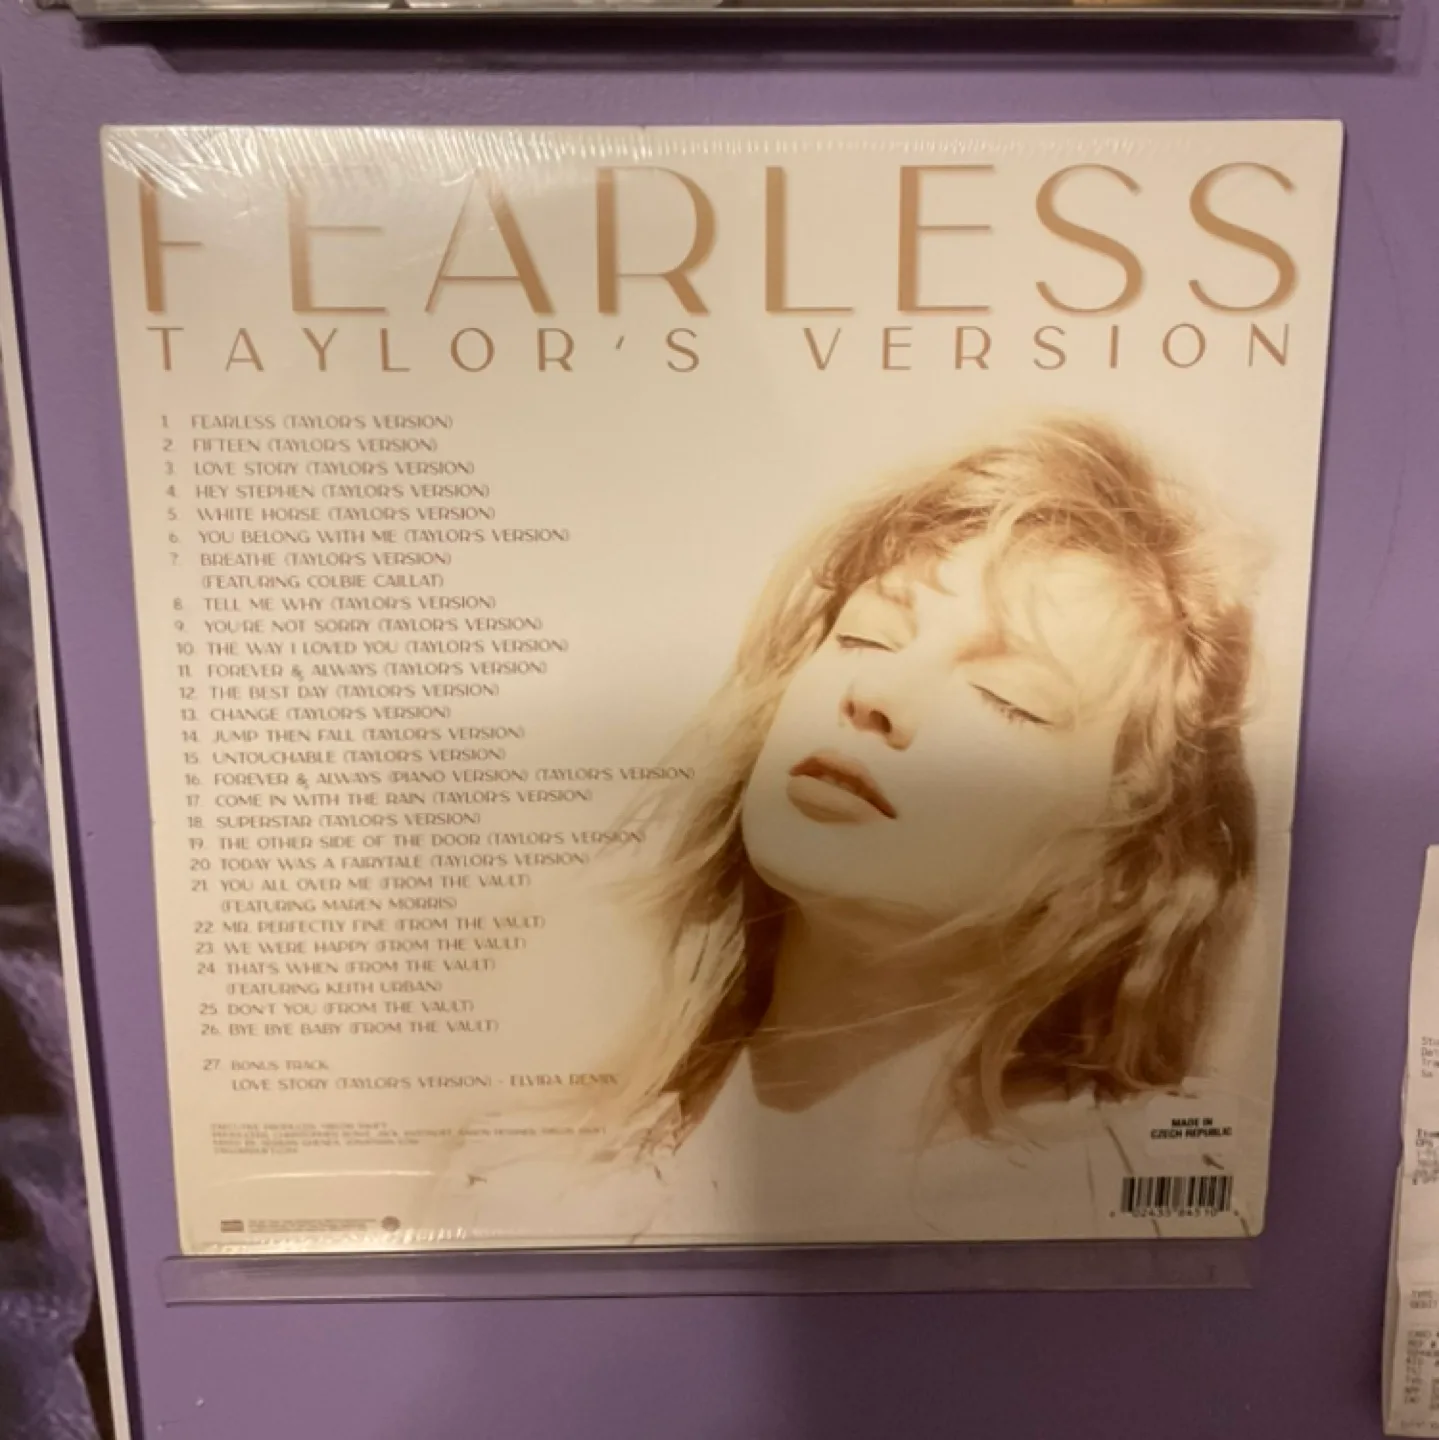 FEARLESS
TAYLOR'S VERSION
1. FEARLESS (TAYLOR'S VERSION)
2. FIFTEEN (TAYLOR'S VERSION)
3. LOVE STORY (TAYLOR'S VERSION)
4. HEY STEPHEN (TAYLOR'S VERSION)
5. WHITE HORSE (TAYLOR'S VERSION)
6. YOU BELONG WITH ME (TAYLOR'S VERSION)
7. BREATHE (TAYLOR'S VERSION)
(FEATURING COLBIE CAILLAT)
8. TELL ME WHY (TAYLOR'S VERSION)
9. YOU'RE NOT SORRY (TAYLOR'S VERSION)
10. THE WAY I LOVED YOU (TAYLOR'S VERSION)
11. FOREVER & ALWAYS (TAYLOR'S VERSION)
12. THE BEST DAY (TAYLOR'S VERSION)
13. CHANGE (TAYLOR'S VERSION)
14. JUMP THEN FALL (TAYLOR'S VERSION)
15. UNTOUCHABLE (TAYLOR'S VERSION)
16. FOREVER & ALWAYS (PIANO VERSION) (TAYLOR'S VERSION)
17. COME IN WITH THE RAIN (TAYLOR'S VERSION)
18. SUPERSTAR (TAYLOR'S VERSION)
19. THE OTHER SIDE OF THE DOOR (TAYLOR'S VERSION)
20. TODAY WAS A FAIRYTALE (TAYLOR'S VERSION)
21. YOU ALL OVER ME (FROM THE VAULT)
(FEATURING MAREN MORRIS)
22. MR. PERFECTLY FINE (FROM THE VAULT)
23. WE WERE HAPPY (FROM THE VAULT)
24. THAT'S WHEN (FROM THE VAULT)
(FEATURING KEITH URBAN)
25. DON'T YOU (FROM THE VAULT)
26. BYE BYE BABY (FROM THE VAULT)
27. BONUS TRACK
LOVE STORY (TAYLOR'S VERSION) - ELVIRA REMIX
MADE IN
CZECH REPUBLIC